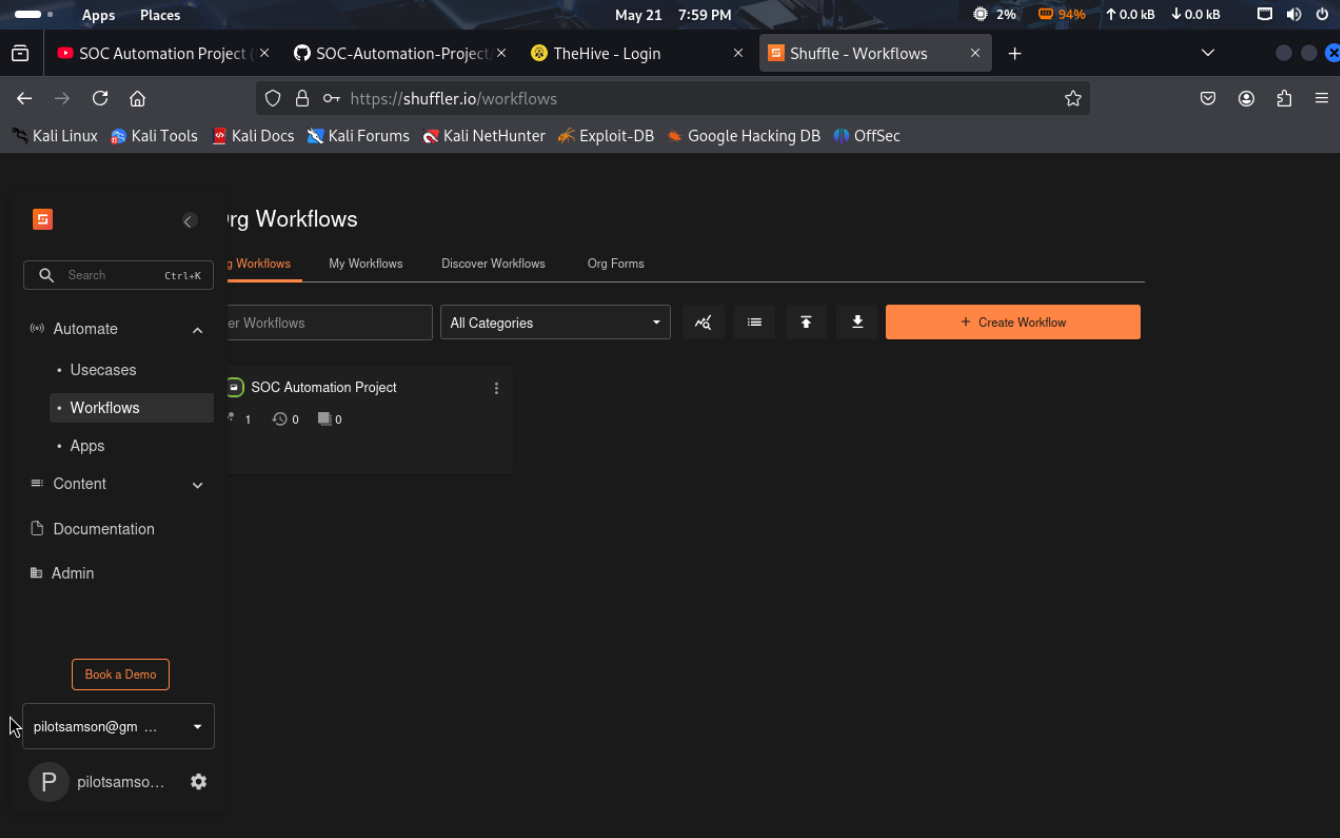 Apps Places May 21 7:59 PM 2% 94% 0.0 kB 0.0 kB
SOC Automation Project ( SOC-Automation-Project/ TheHive - Login Shuffle - Workflows
https://shuffler.io/workflows
Kali Linux Kali Tools Kali Docs Kali Forums Kali NetHunter Exploit-DB Google Hacking DB OffSec
rg Workflows
Search Ctrl+K
g Workflows My Workflows Discover Workflows Org Forms
Automate
er Workflows All Categories + Create Workflow
• Usecases
• Workflows
• Apps
SOC Automation Project
1 0 0
Content
Documentation
Admin
Book a Demo
pilotsamson@gm ...
P pilotsamso...